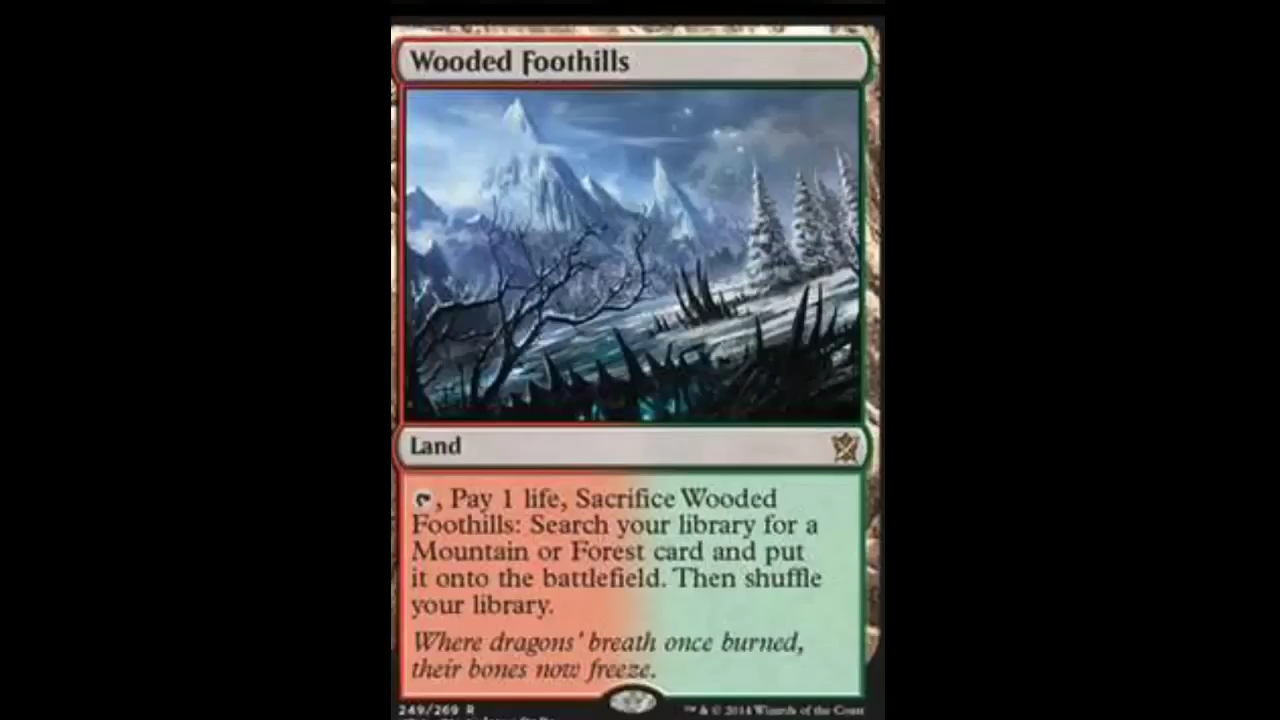 Wooded Foothills
Land
, Pay 1 life, Sacrifice Wooded
Foothills: Search your library for a
Mountain or Forest card and put
it onto the battlefield. Then shuffle
your library.
Where dragons' breath once burned,
their bones now freeze.
249/269 R
™ & © 2014 Wizards of the Coast